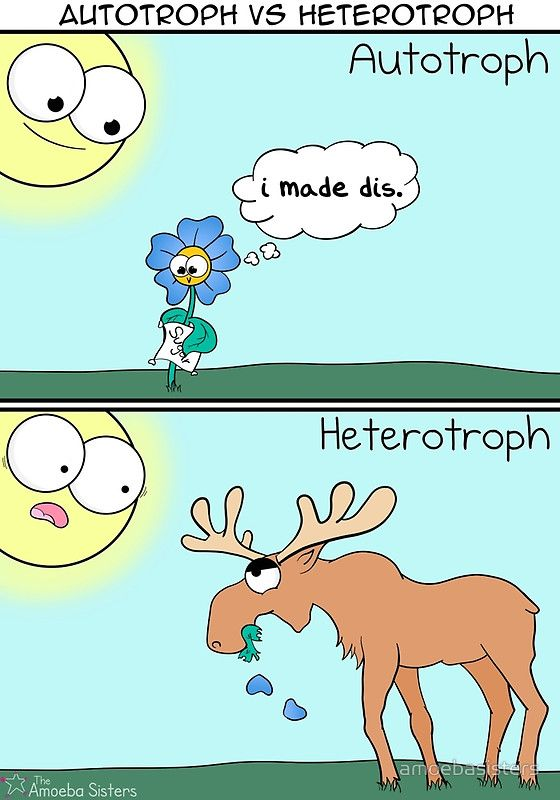 AUTOTROPH VS HETEROTROPH
Autotroph
i made dis.
Heterotroph
The
Amoeba Sisters
amoebasisters